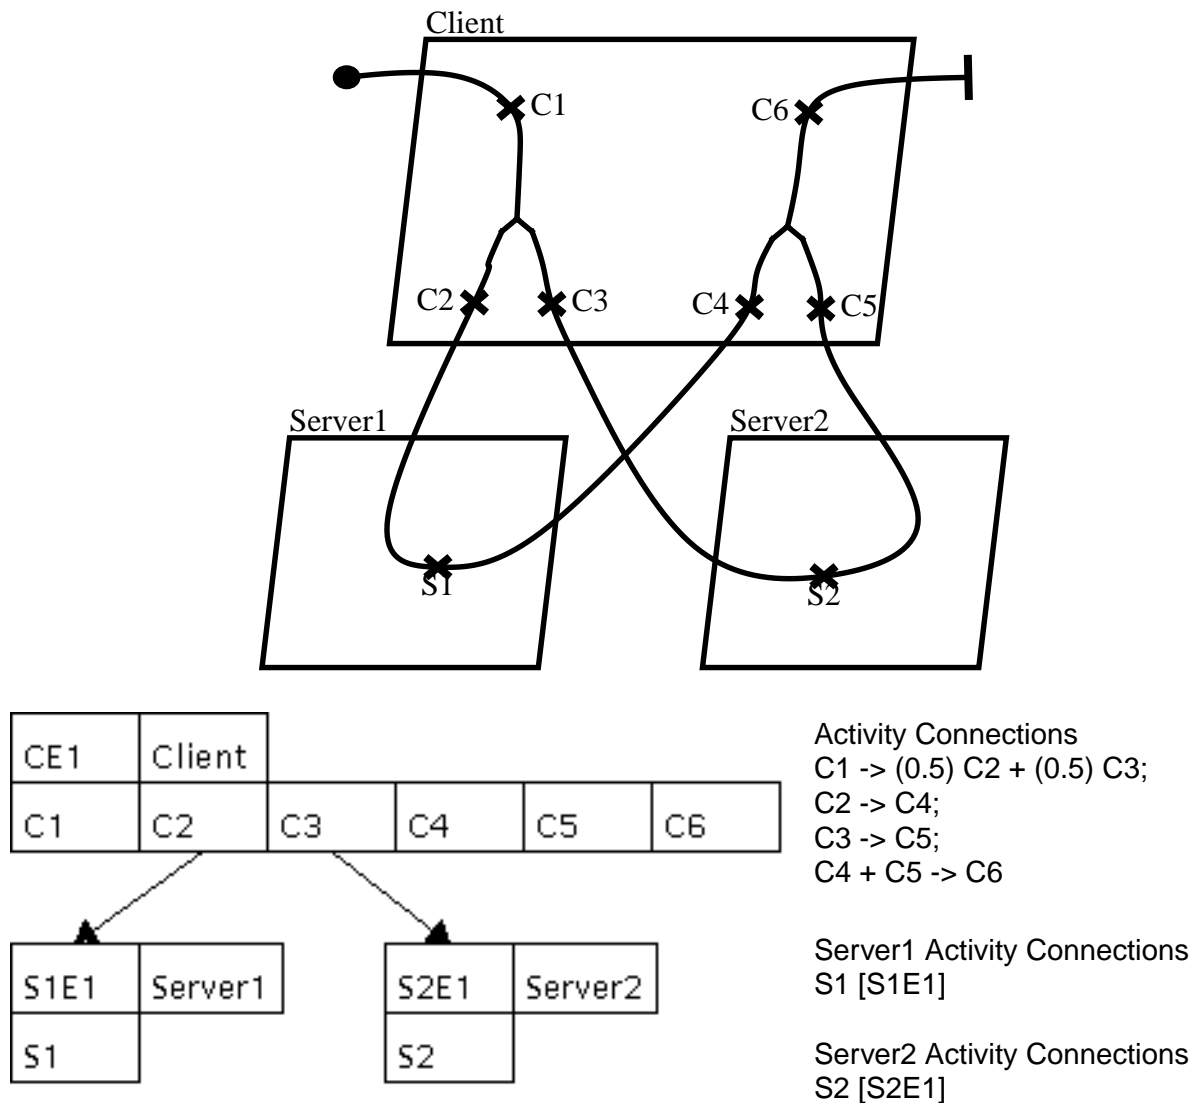 Client
C1
C6
C2
C3
C4
C5
Server1
Server2
S1
S2
CE1 Client
C1 C2 C3 C4 C5 C6
S1E1 Server1
S1
S2E1 Server2
S2
Activity Connections
C1 -> (0.5) C2 + (0.5) C3;
C2 -> C4;
C3 -> C5;
C4 + C5 -> C6
Server1 Activity Connections
S1 [S1E1]
Server2 Activity Connections
S2 [S2E1]